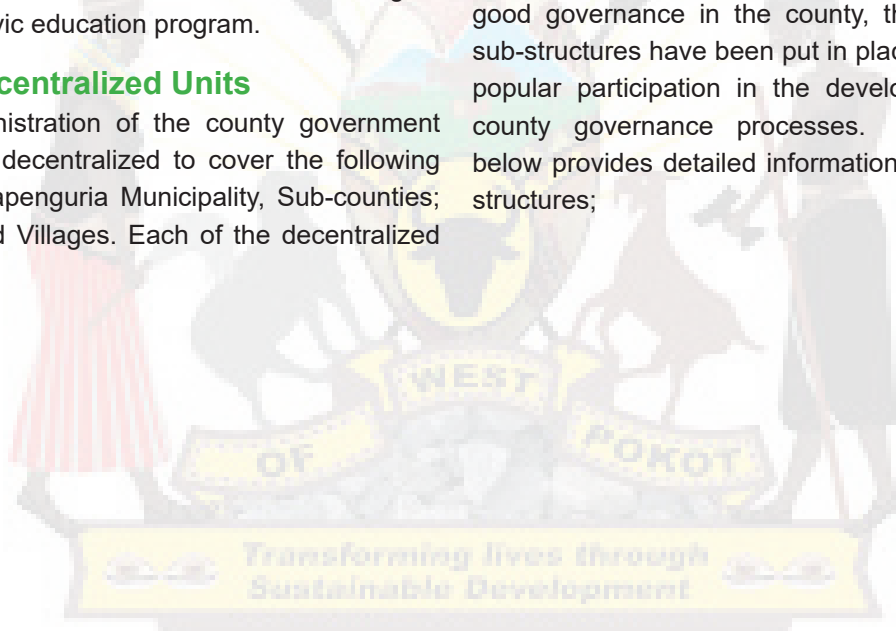 vic education program.
centralized Units
nistration of the county government
decentralized to cover the following
apenguria Municipality, Sub-counties;
d Villages. Each of the decentralized
good governance in the county, th
sub-structures have been put in plac
popular participation in the develo
county governance processes.
below provides detailed information
structures;
WEST
OF
POKOT
Transforming lives through
Sustainable Development